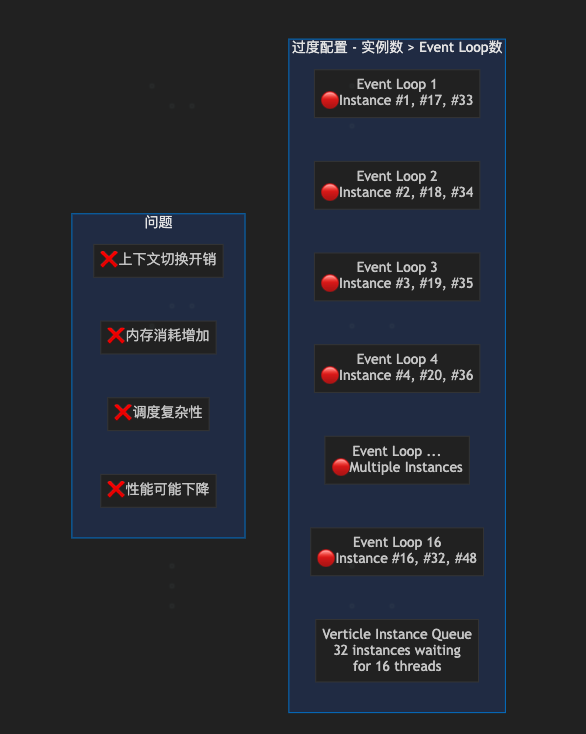 问题
❌上下文切换开销
❌内存消耗增加
❌调度复杂性
❌性能可能下降
过度配置 - 实例数 > Event Loop数
Event Loop 1
🔴Instance #1, #17, #33
Event Loop 2
🔴Instance #2, #18, #34
Event Loop 3
🔴Instance #3, #19, #35
Event Loop 4
🔴Instance #4, #20, #36
Event Loop ...
🔴Multiple Instances
Event Loop 16
🔴Instance #16, #32, #48
Verticle Instance Queue
32 instances waiting
for 16 threads